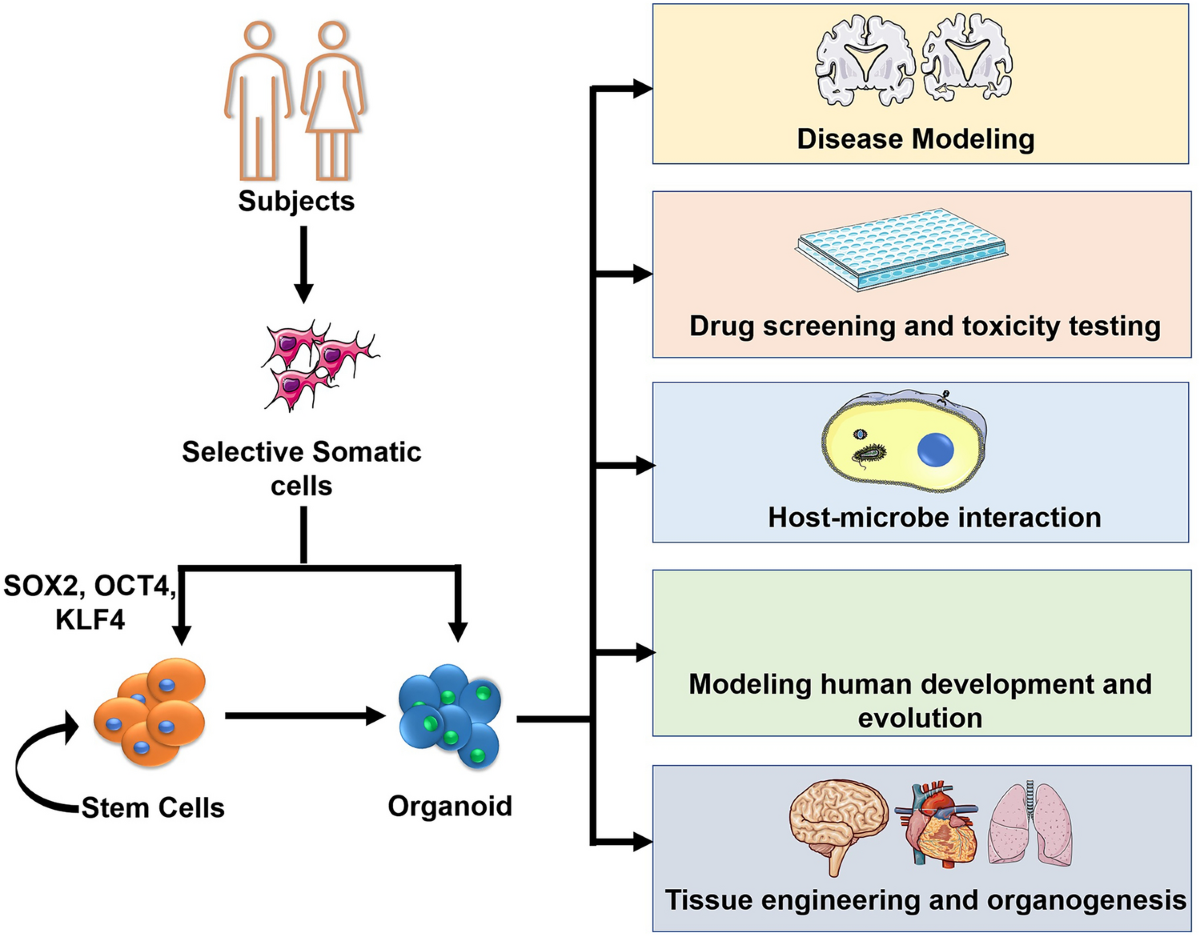 Subjects
Selective Somatic
cells
SOX2, OCT4,
KLF4
Stem Cells
Organoid
Disease Modeling
Drug screening and toxicity testing
Host-microbe interaction
Modeling human development and
evolution
Tissue engineering and organogenesis